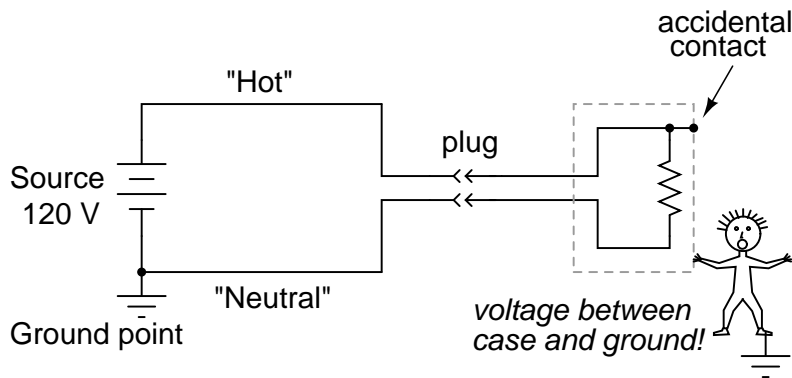 accidental
contact
"Hot"
plug
Source
120 V
"Neutral"
Ground point
voltage between
case and ground!